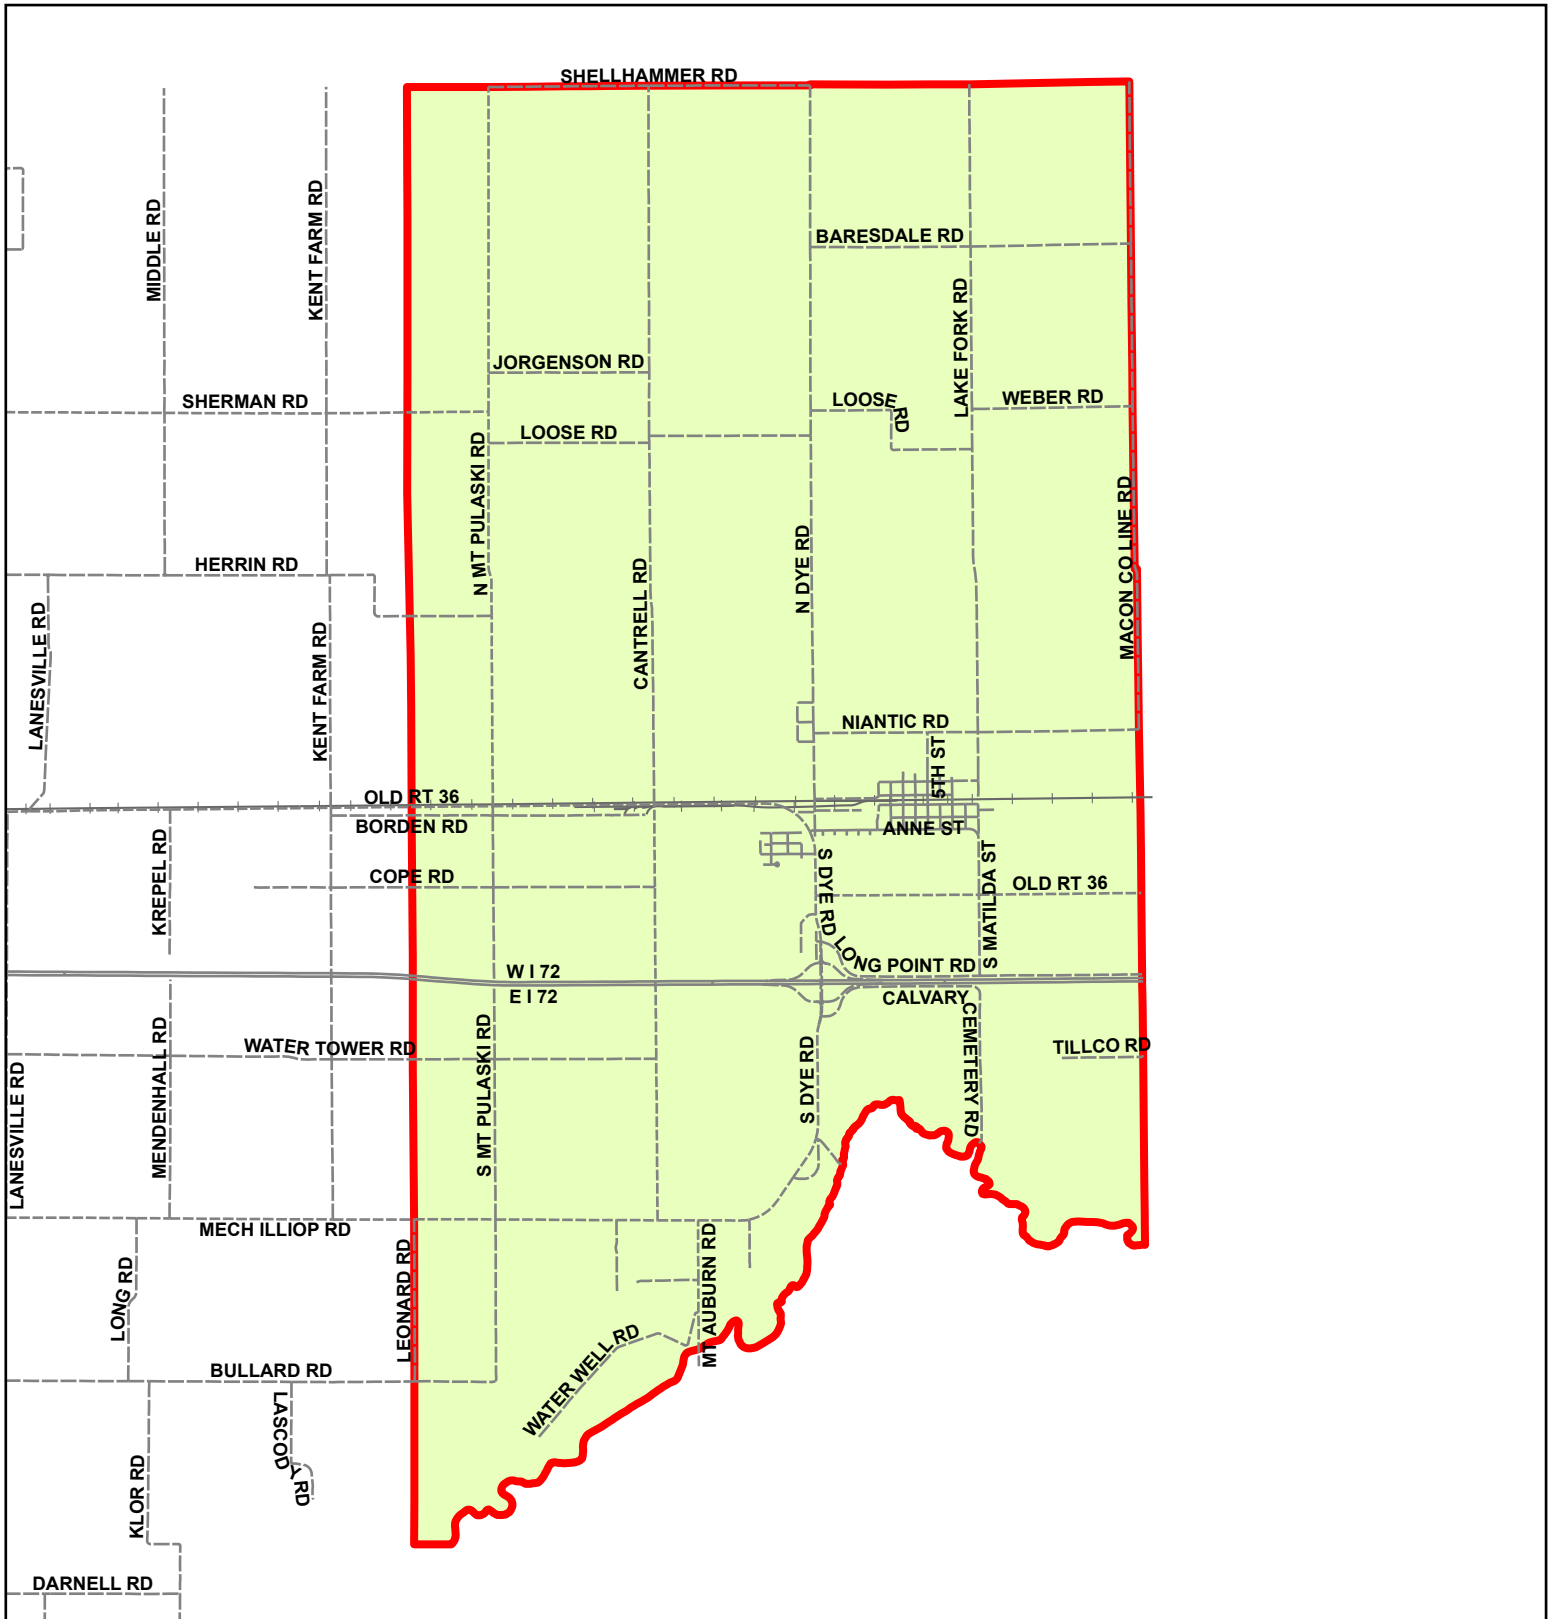 SHELLHAMMER RD
MIDDLE RD
KENT FARM RD
BARESDALE RD
LAKE FORK RD
JORGENSON RD
SHERMAN RD
LOOSE RD
WEBER RD
LOOSE RD
N MT PULASKI RD
MACON CO LINE RD
HERRIN RD
CANTRELL RD
N DYE RD
LANESVILLE RD
KENT FARM RD
NIANTIC RD
5TH ST
OLD RT 36
BORDEN RD
ANNE ST
KREPEL RD
COPE RD
S DYE RD
S MATILDA ST
OLD RT 36
LONG POINT RD
W I 72
E I 72
CALVARY
CEMETERY RD
WATER TOWER RD
TILLCO RD
LANESVILLE RD
MENDENHALL RD
S MT PULASKI RD
S DYE RD
MECH ILLIOP RD
LONG RD
LEONARD RD
MT AUBURN RD
WATER WELL RD
BULLARD RD
LASCODY RD
KLOR RD
DARNELL RD